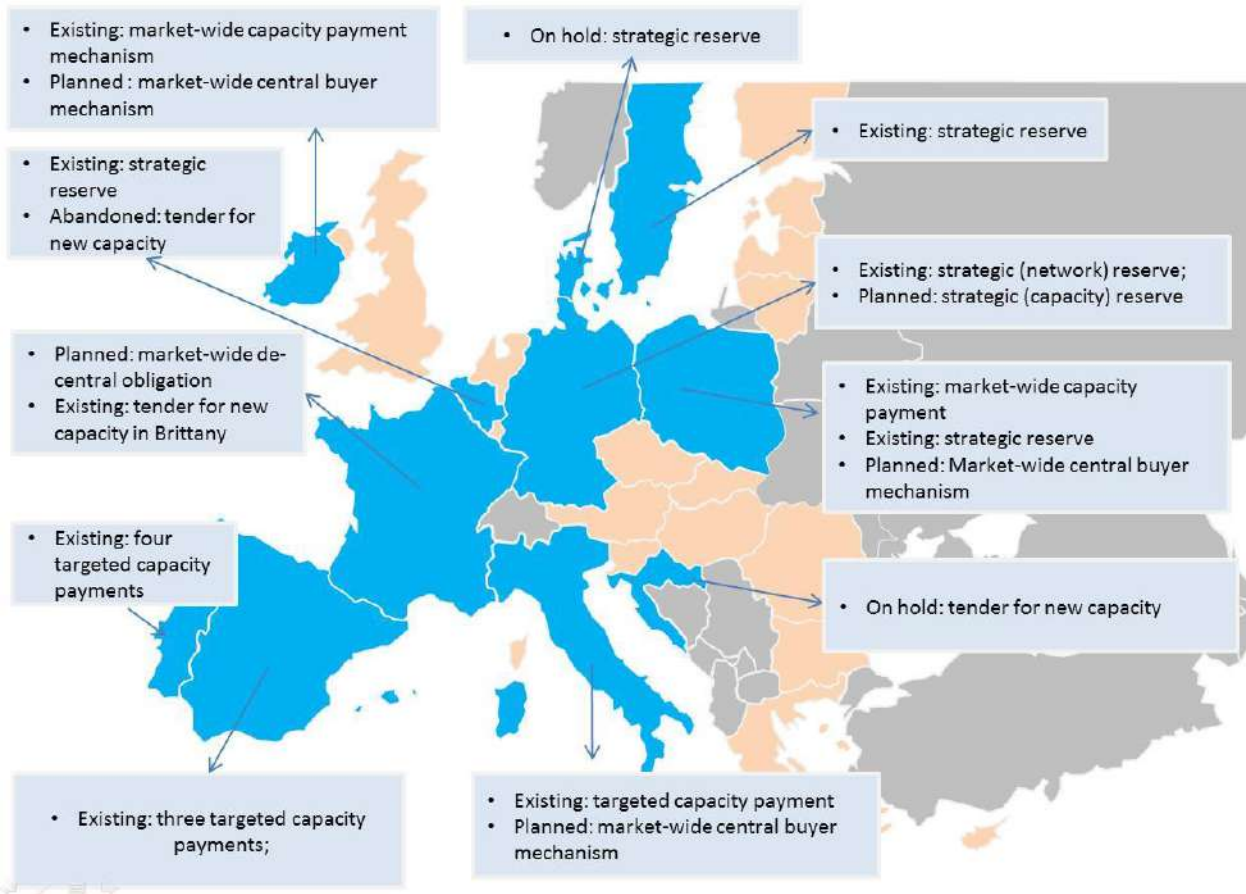 • Existing: market-wide capacity payment
mechanism
• Planned : market-wide central buyer
mechanism
• On hold: strategic reserve
• Existing: strategic reserve
• Existing: strategic
reserve
• Abandoned: tender for
new capacity
• Existing: strategic (network) reserve;
• Planned: strategic (capacity) reserve
• Planned: market-wide de-
central obligation
• Existing: tender for new
capacity in Brittany
• Existing: market-wide capacity
payment
• Existing: strategic reserve
• Planned: Market-wide central buyer
mechanism
• Existing: four
targeted capacity
payments
• On hold: tender for new capacity
• Existing: three targeted capacity
payments;
• Existing: targeted capacity payment
• Planned: market-wide central buyer
mechanism